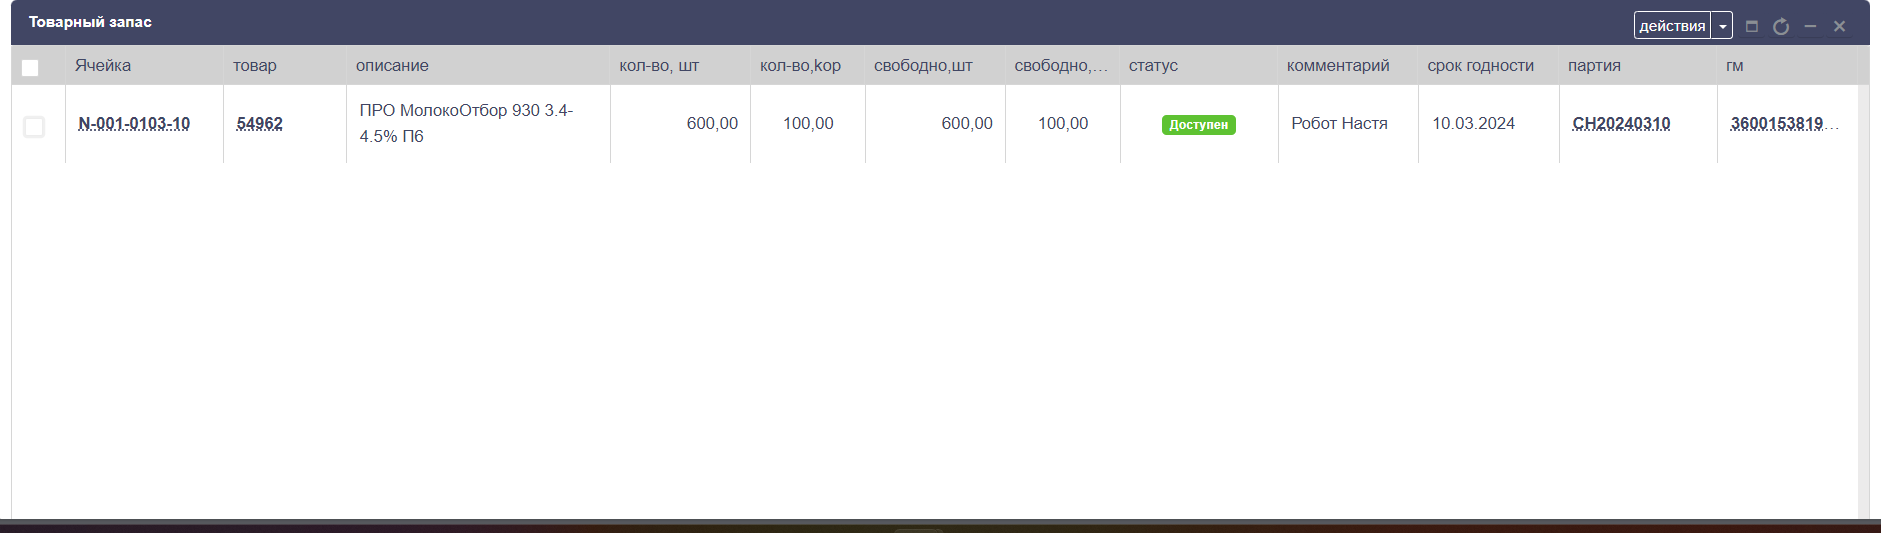 Товарный запас
действия
Ячейка товар описание кол-во, шт кол-во,kop свободно,шт свободно,... статус комментарий срок годности партия гм
N-001-0103-10 54962 ПРО МолокоОтбор 930 3.4-
4.5% П6 600,00 100,00 600,00 100,00 Доступен Робот Настя 10.03.2024 CH20240310 3600153819...